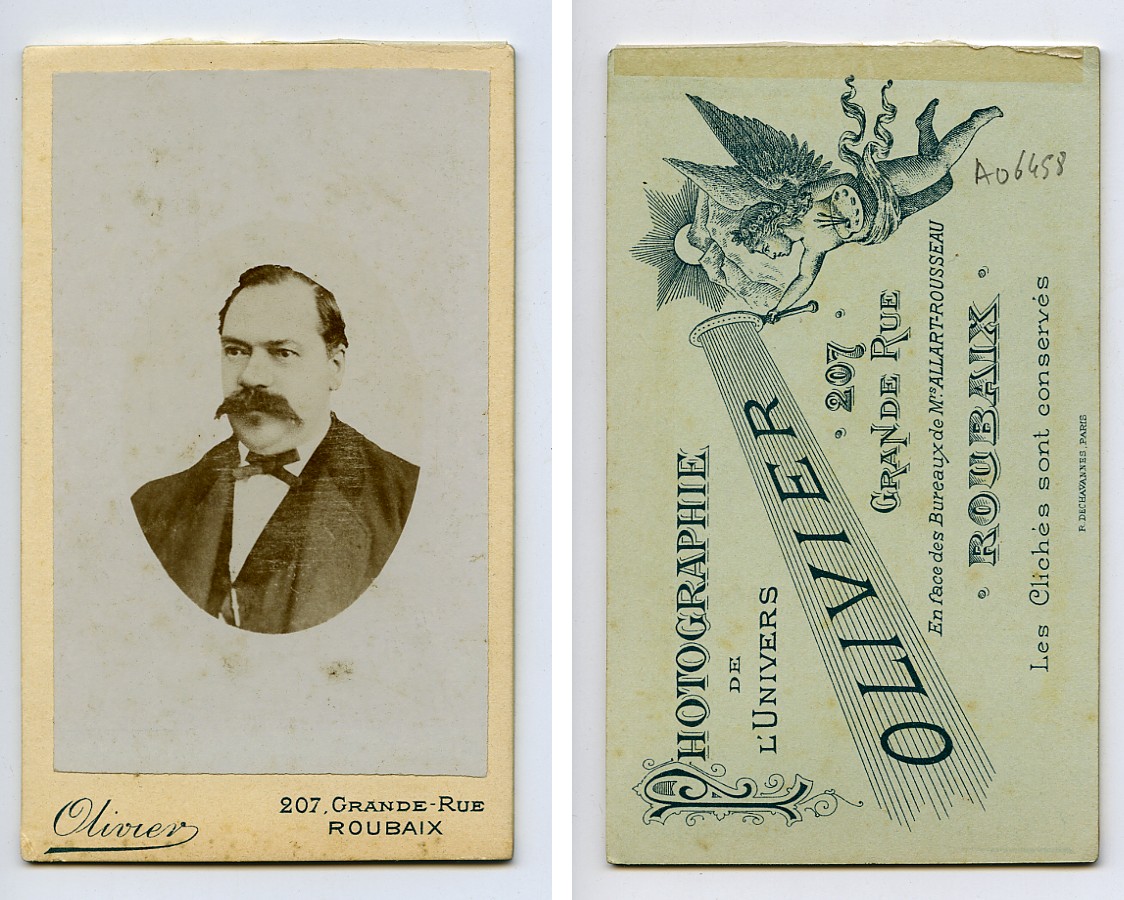 Olivier
207, GRANDE-RUE
ROUBAIX
A06458
PHOTOGRAPHIE
DE
L'UNIVERS
OLIVIER
207
GRANDE RUE
En face des Bureaux de Mrs ALLART-ROUSSEAU
ROUBAIX
Les Clichés sont conservés
R. DECHAVANNES, PARIS